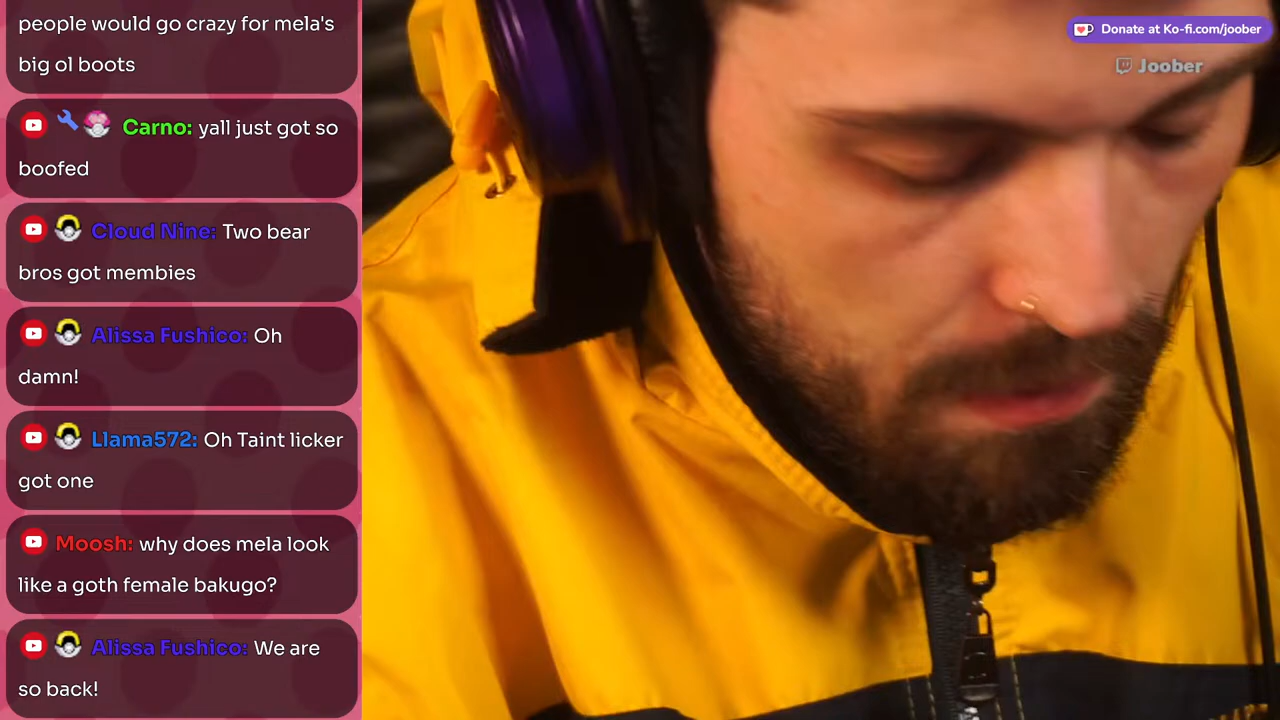 people would go crazy for mela's
big ol boots
Carno: yall just got so
boofed
Cloud Nine: Two bear
bros got membies
Alissa Fushico: Oh
damn!
Llama572: Oh Taint licker
got one
Moosh: why does mela look
like a goth female bakugo?
Alissa Fushico: We are
so back!
Donate at Ko-fi.com/joober
Joober